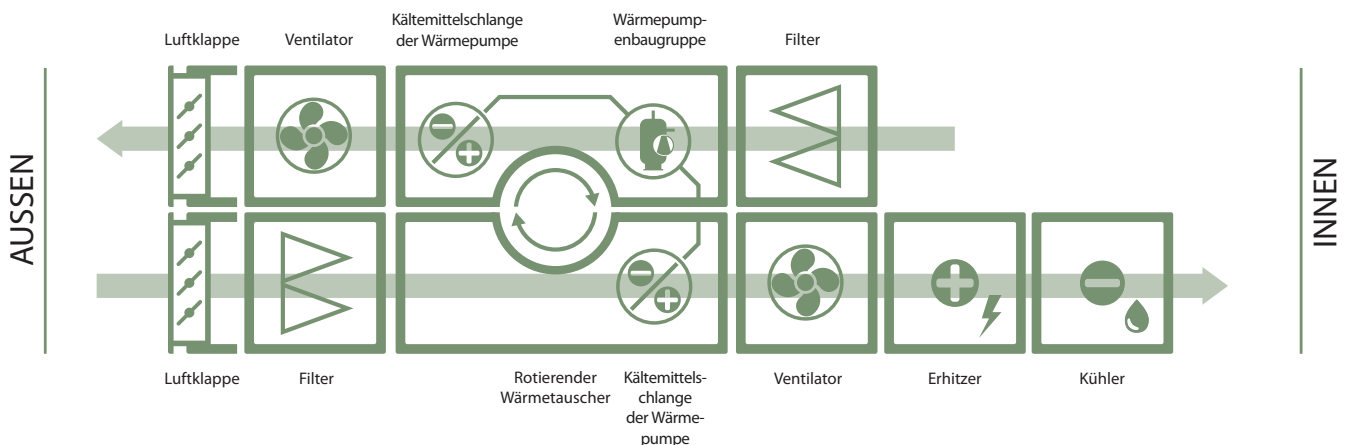 Luftklappe
Ventilator
Kältemittelschlange
der Wärmepumpe
Wärmepump-
enbaugruppe
Filter
AUSSEN
INNEN
Luftklappe
Filter
Rotierender
Wärmetauscher
Kältemittels-
chlange
der Wärme-
pumpe
Ventilator
Erhitzer
Kühler